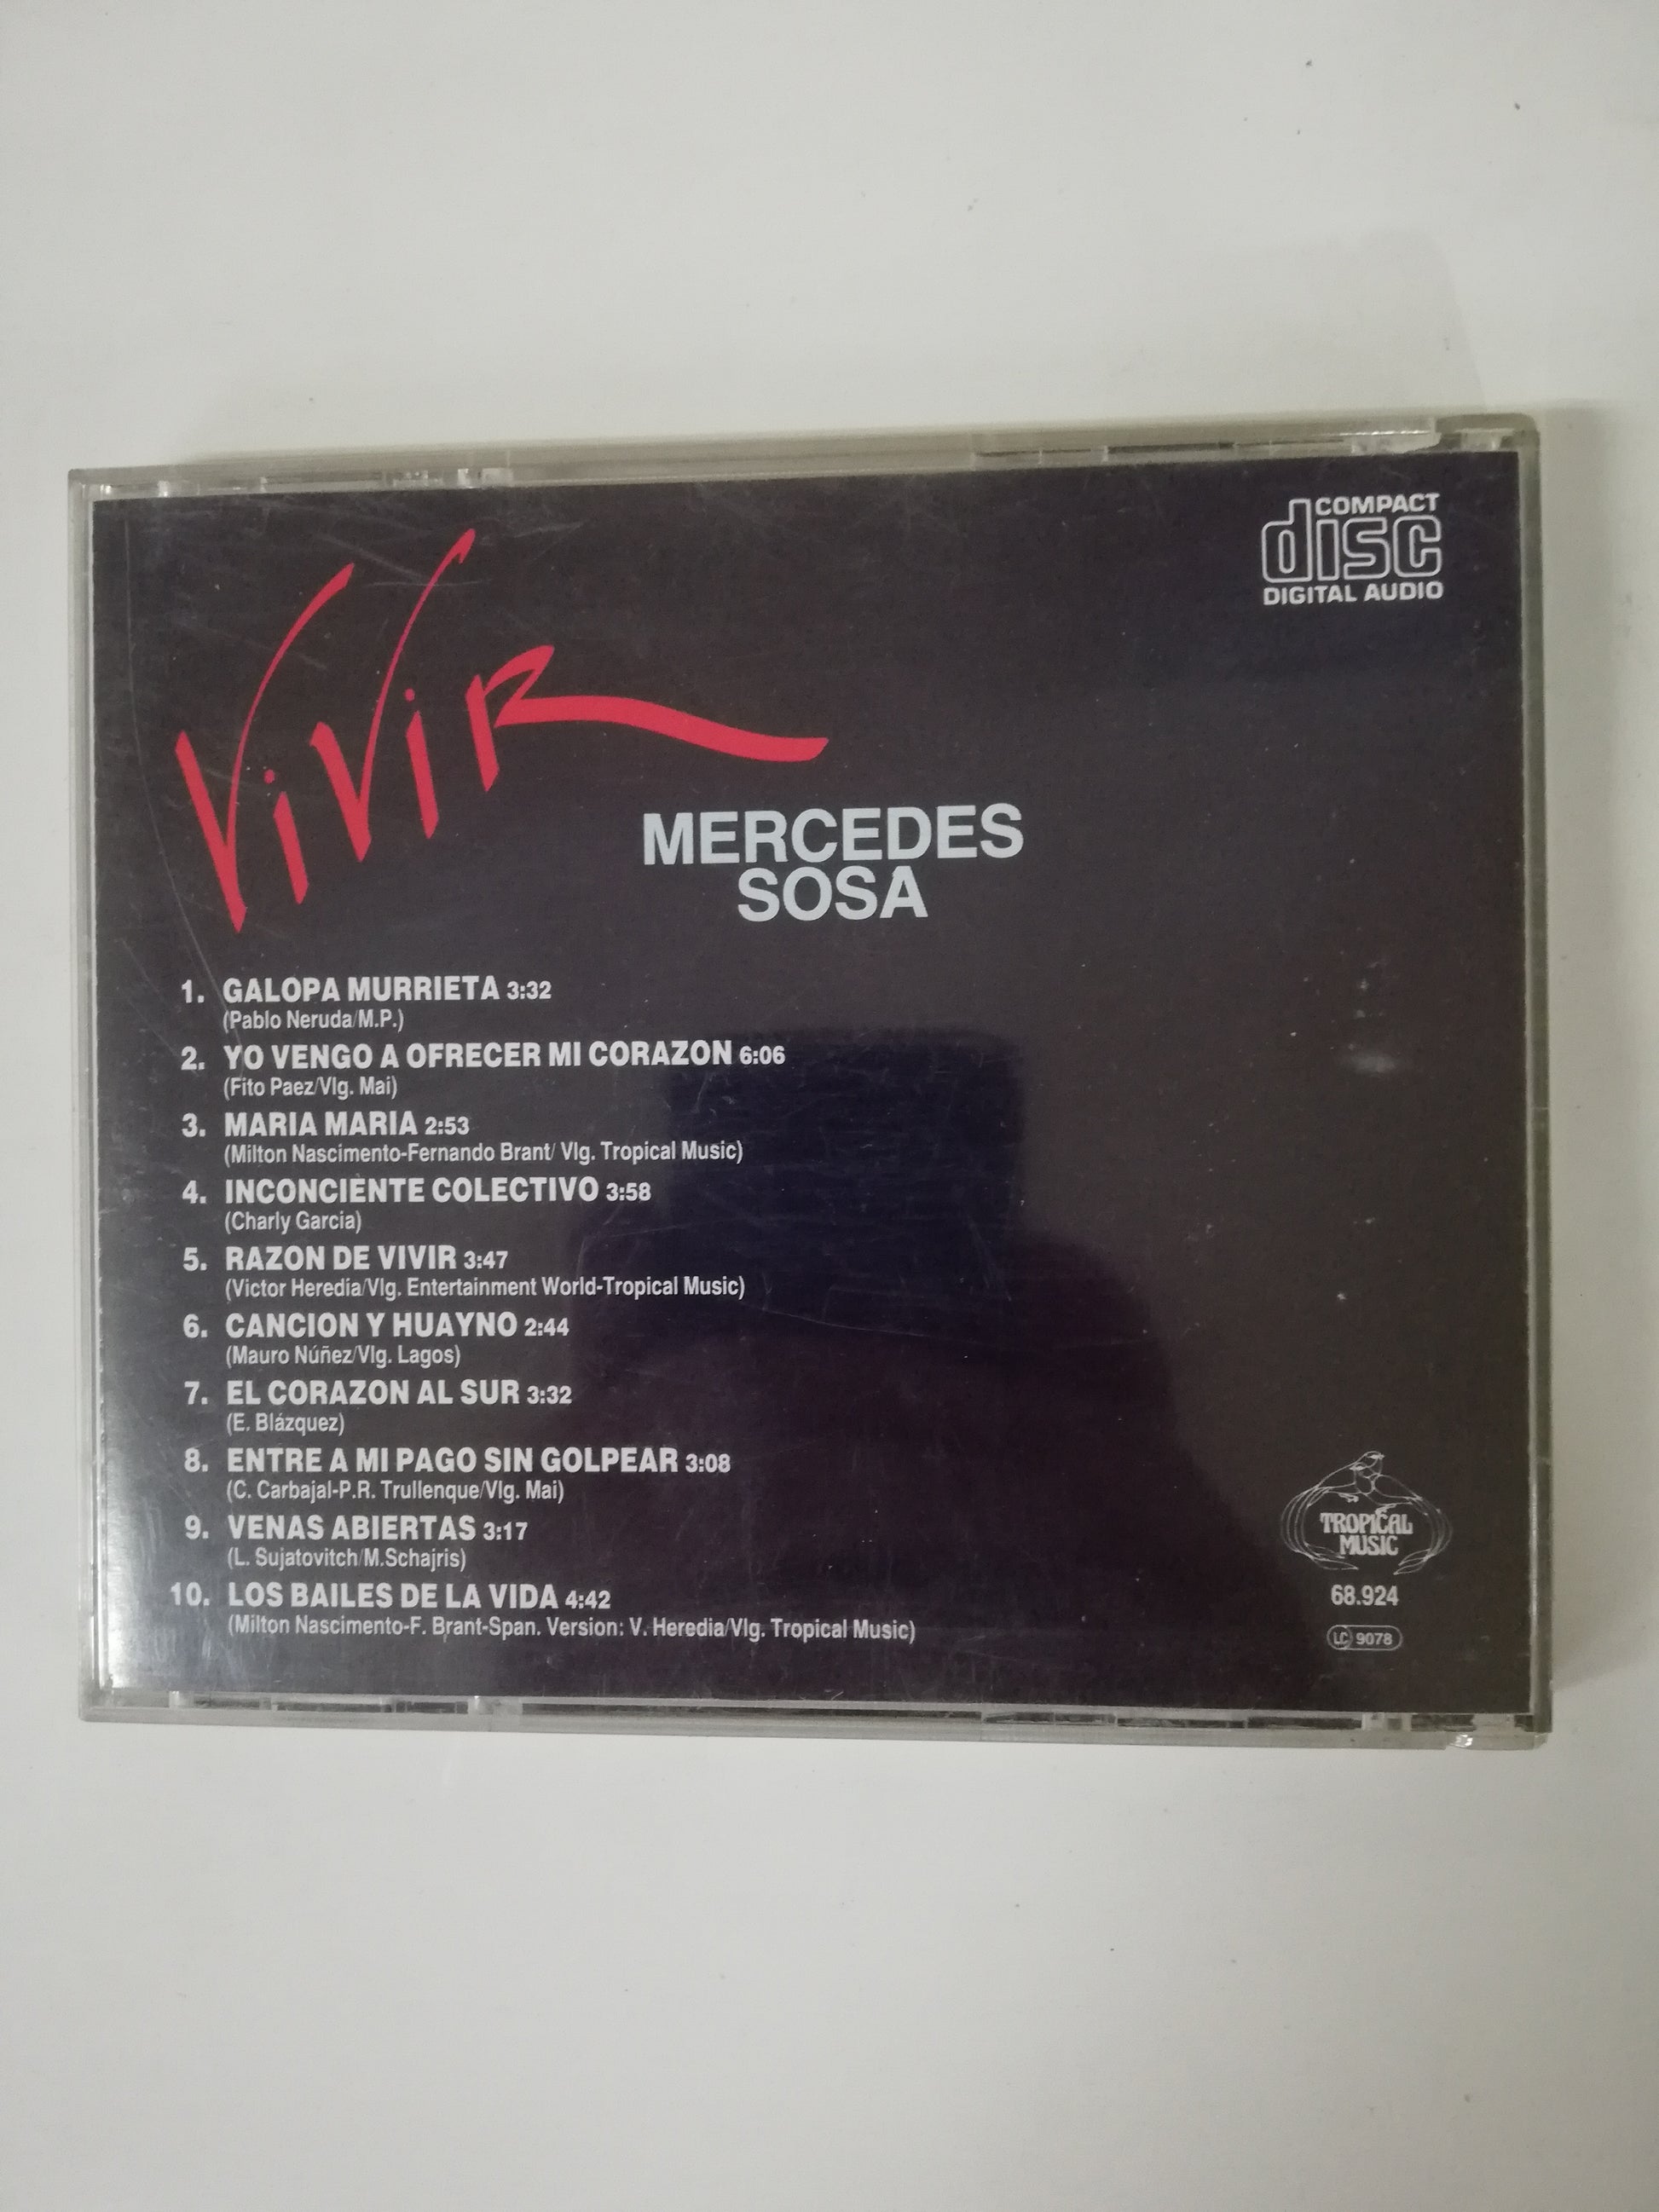 COMPACT
disc
DIGITAL AUDIO
ViViR
MERCEDES
SOSA
1. GALOPA MURRIETA 3:32
(Pablo Neruda/M.P.)
2. YO VENGO A OFRECER MI CORAZON 6:06
(Fito Paez/Vlg. Mai)
3. MARIA MARIA 2:53
(Milton Nascimento-Fernando Brant/ Vlg. Tropical Music)
4. INCONCIENTE COLECTIVO 3:58
(Charly Garcia)
5. RAZON DE VIVIR 3:47
(Victor Heredia/Vlg. Entertainment World-Tropical Music)
6. CANCION Y HUAYNO 2:44
(Mauro Núñez/Vlg. Lagos)
7. EL CORAZON AL SUR 3:32
(E. Blázquez)
8. ENTRE A MI PAGO SIN GOLPEAR 3:08
(C. Carbajal-P.R. Trullenque/Vlg. Mai)
9. VENAS ABIERTAS 3:17
(L. Sujatovitch/M.Schajris)
10. LOS BAILES DE LA VIDA 4:42
(Milton Nascimento-F. Brant-Span. Version: V. Heredia/Vlg. Tropical Music)
TROPICAL
MUSIC
68.924
LC 9078